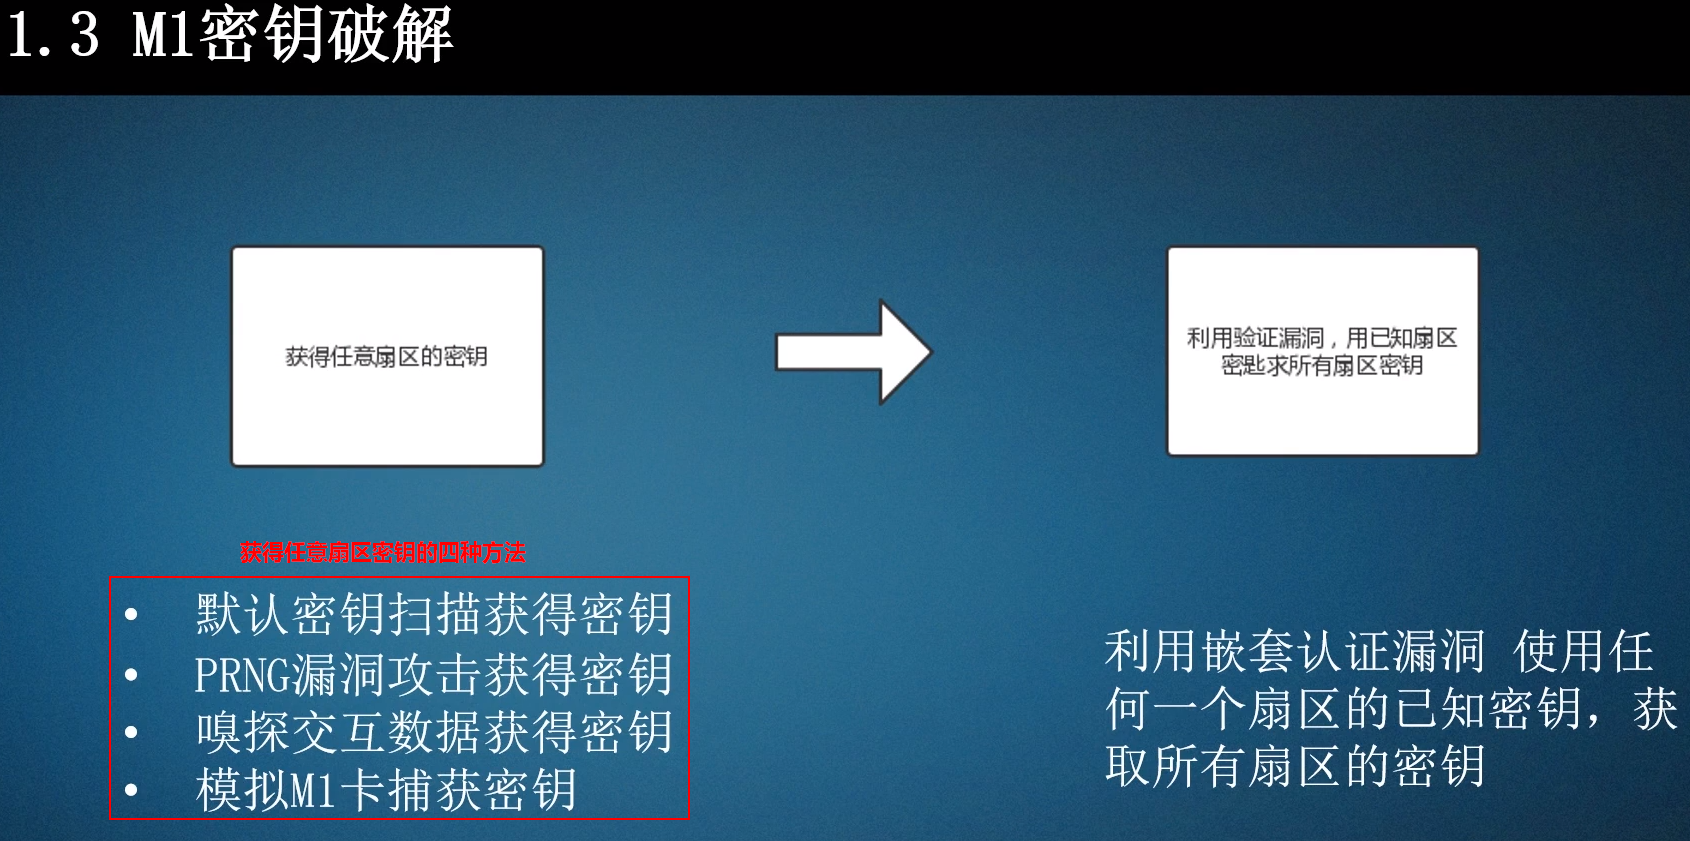 1.3 M1密钥破解
获得任意扇区的密钥
利用验证漏洞，用已知扇区
密匙求所有扇区密钥
获得任意扇区密钥的四种方法
• 默认密钥扫描获得密钥
• PRNG漏洞攻击获得密钥
• 嗅探交互数据获得密钥
• 模拟M1卡捕获密钥
利用嵌套认证漏洞 使用任
何一个扇区的已知密钥，获
取所有扇区的密钥